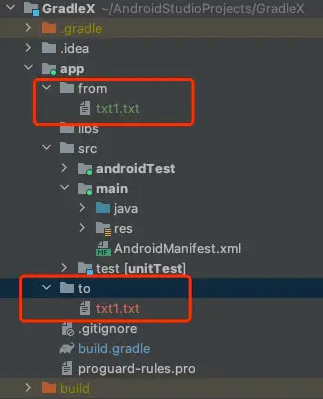 GradleX ~/AndroidStudioProjects/GradleX
.gradle
.idea
app
from
txt1.txt
libs
src
androidTest
main
java
res
MF
AndroidManifest.xml
test [unitTest]
to
txt1.txt
.gitignore
build.gradle
proguard-rules.pro
build